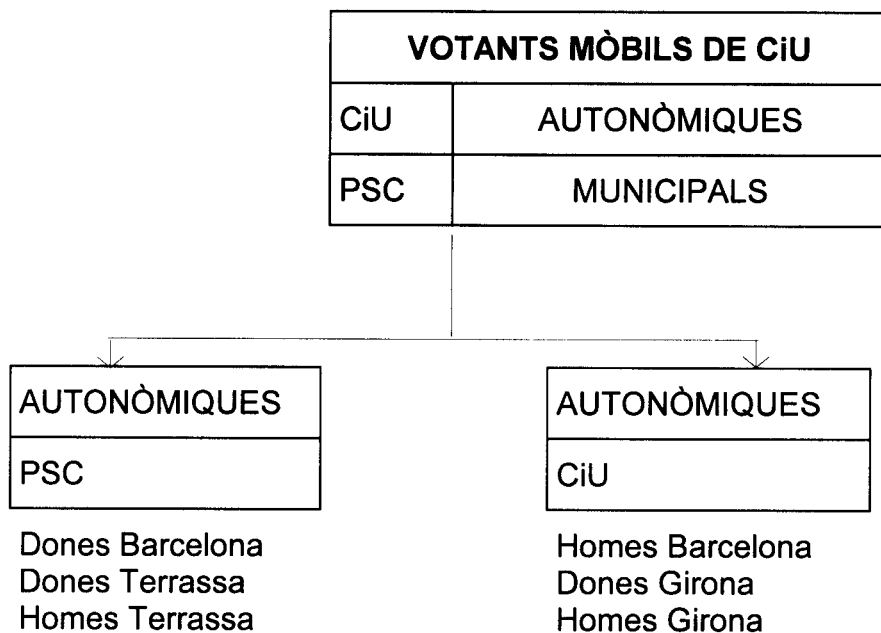 VOTANTS MÒBILS DE CiU
CiU AUTONÒMIQUES
PSC MUNICIPALS
AUTONÒMIQUES
PSC
Dones Barcelona
Dones Terrassa
Homes Terrassa
AUTONÒMIQUES
CiU
Homes Barcelona
Dones Girona
Homes Girona